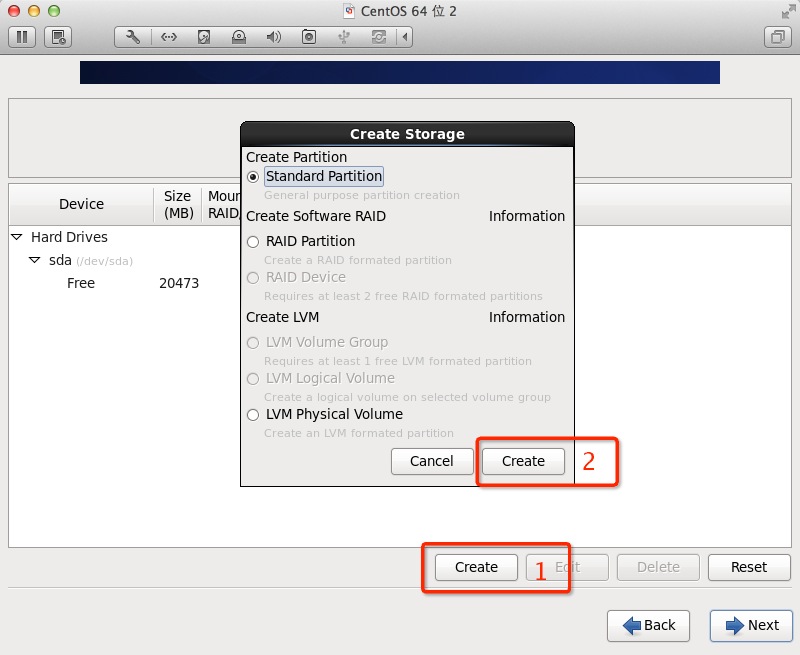 CentOS 64 位 2
Create Storage
Create Partition
Standard Partition
General purpose partition creation
Create Software RAID Information
RAID Partition
Create a RAID formated partition
RAID Device
Requires at least 2 free RAID formated partitions
Create LVM Information
LVM Volume Group
Requires at least 1 free LVM formated partition
LVM Logical Volume
Create a logical volume on selected volume group
LVM Physical Volume
Create an LVM formated partition
Cancel Create 2
Device Size Moun
(MB) RAID/
Hard Drives
sda (/dev/sda)
Free 20473
Create 1 Edit Delete Reset
Back Next